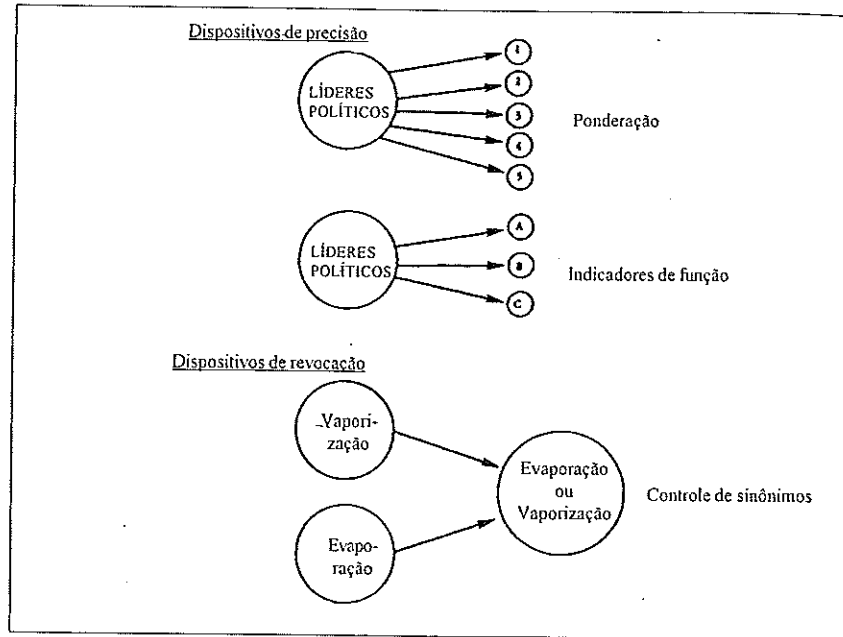 Dispositivos de precisão
LÍDERES
POLÍTICOS
1
2
3
4
5
Ponderação
LÍDERES
POLÍTICOS
A
B
C
Indicadores de função
Dispositivos de revocação
Vapori-
zação
Evapo-
ração
Evaporação
ou
Vaporização
Controle de sinônimos